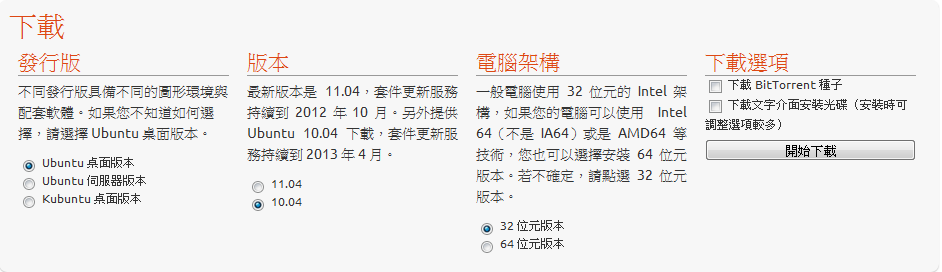 下載
發行版
不同發行版具備不同的圖形環境與
配套軟體。如果您不知道如何選
擇，請選擇 Ubuntu 桌面版本。
Ubuntu 桌面版本
Ubuntu 伺服器版本
Kubuntu 桌面版本
版本
最新版本是 11.04，套件更新服務
持續到 2012 年 10 月。另外提供
Ubuntu 10.04 下載，套件更新服
務持續到 2013 年 4 月。
11.04
10.04
電腦架構
一般電腦使用 32 位元的 Intel 架
構，如果您的電腦可以使用 Intel
64（不是 IA64）或是 AMD64 等
技術，您也可以選擇安裝 64 位元
版本。若不確定，請點選 32 位元
版本。
32 位元版本
64 位元版本
下載選項
下載 BitTorrent 種子
下載文字介面安裝光碟（安裝時可
調整選項較多）
開始下載